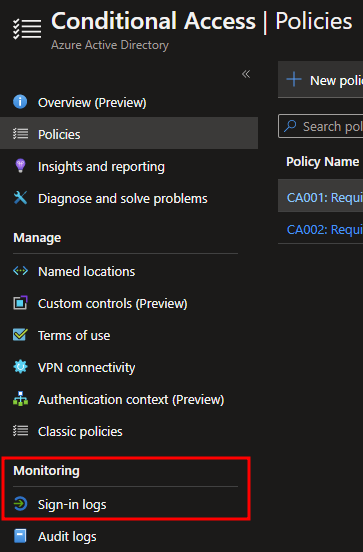 Conditional Access | Policies
Azure Active Directory
«
New polic
Overview (Preview)
Policies
Search pol
Insights and reporting
Policy Name
Diagnose and solve problems
CA001: Requi
Manage
CA002: Requi
Named locations
Custom controls (Preview)
Terms of use
VPN connectivity
Authentication context (Preview)
Classic policies
Monitoring
Sign-in logs
Audit logs